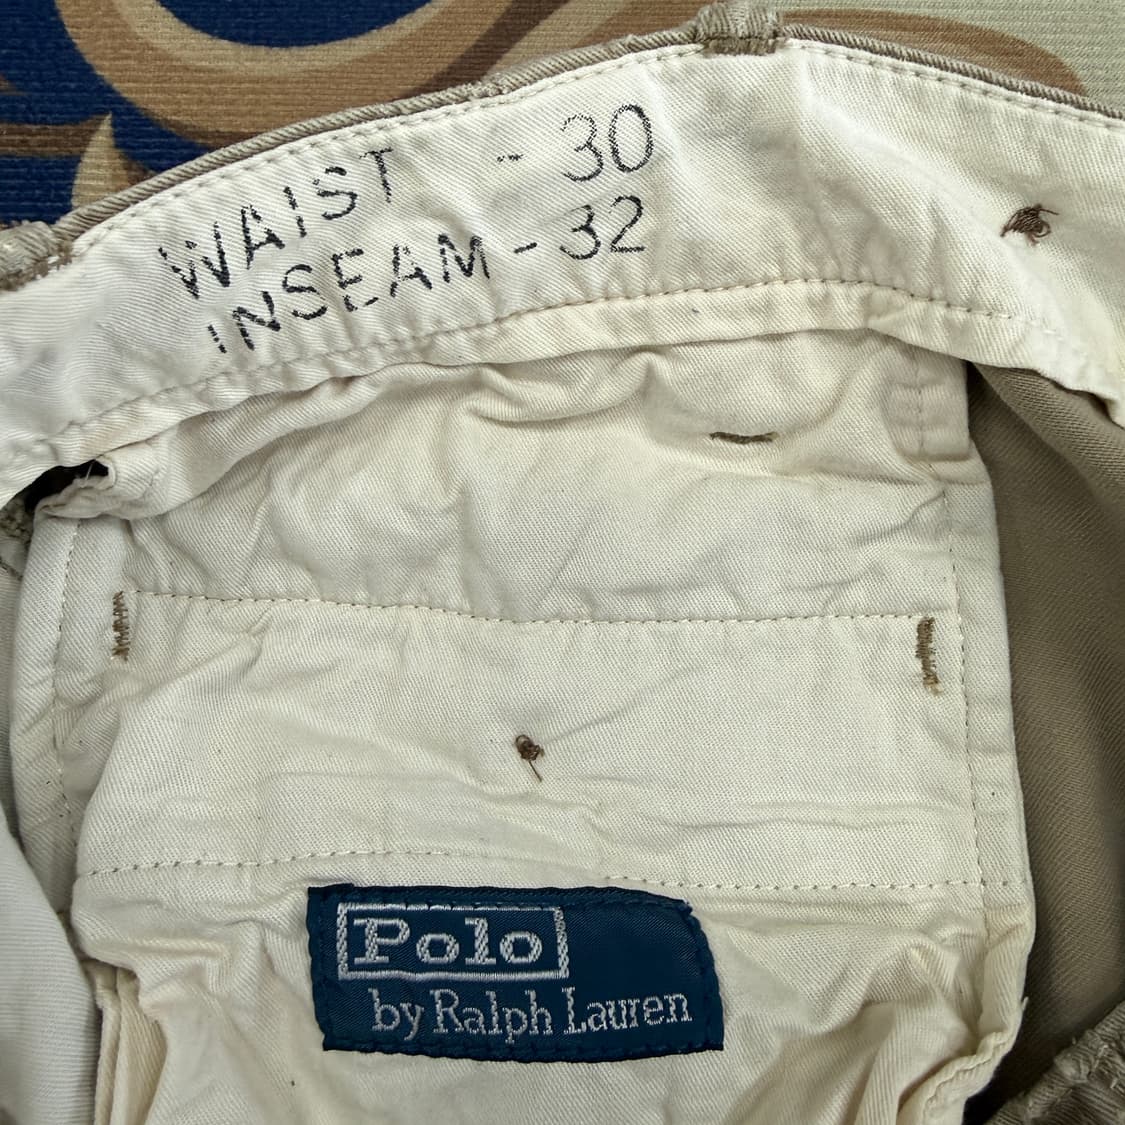 WAIST - 30
INSEAM - 32
Polo
by Ralph Lauren